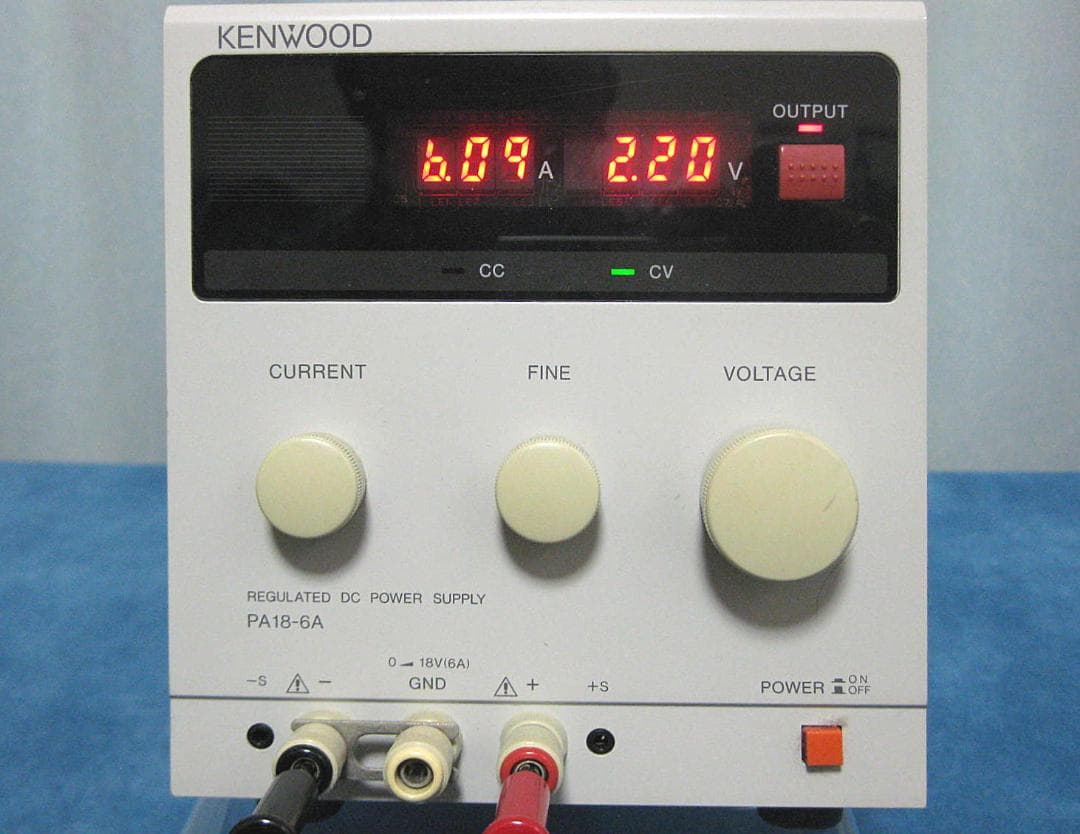 KENWOOD
OUTPUT
6.09 A 2.20 V
CC CV
CURRENT FINE VOLTAGE
REGULATED DC POWER SUPPLY
PA18-6A
0 18V(6A)
-S - GND + +S
POWER ON
OFF